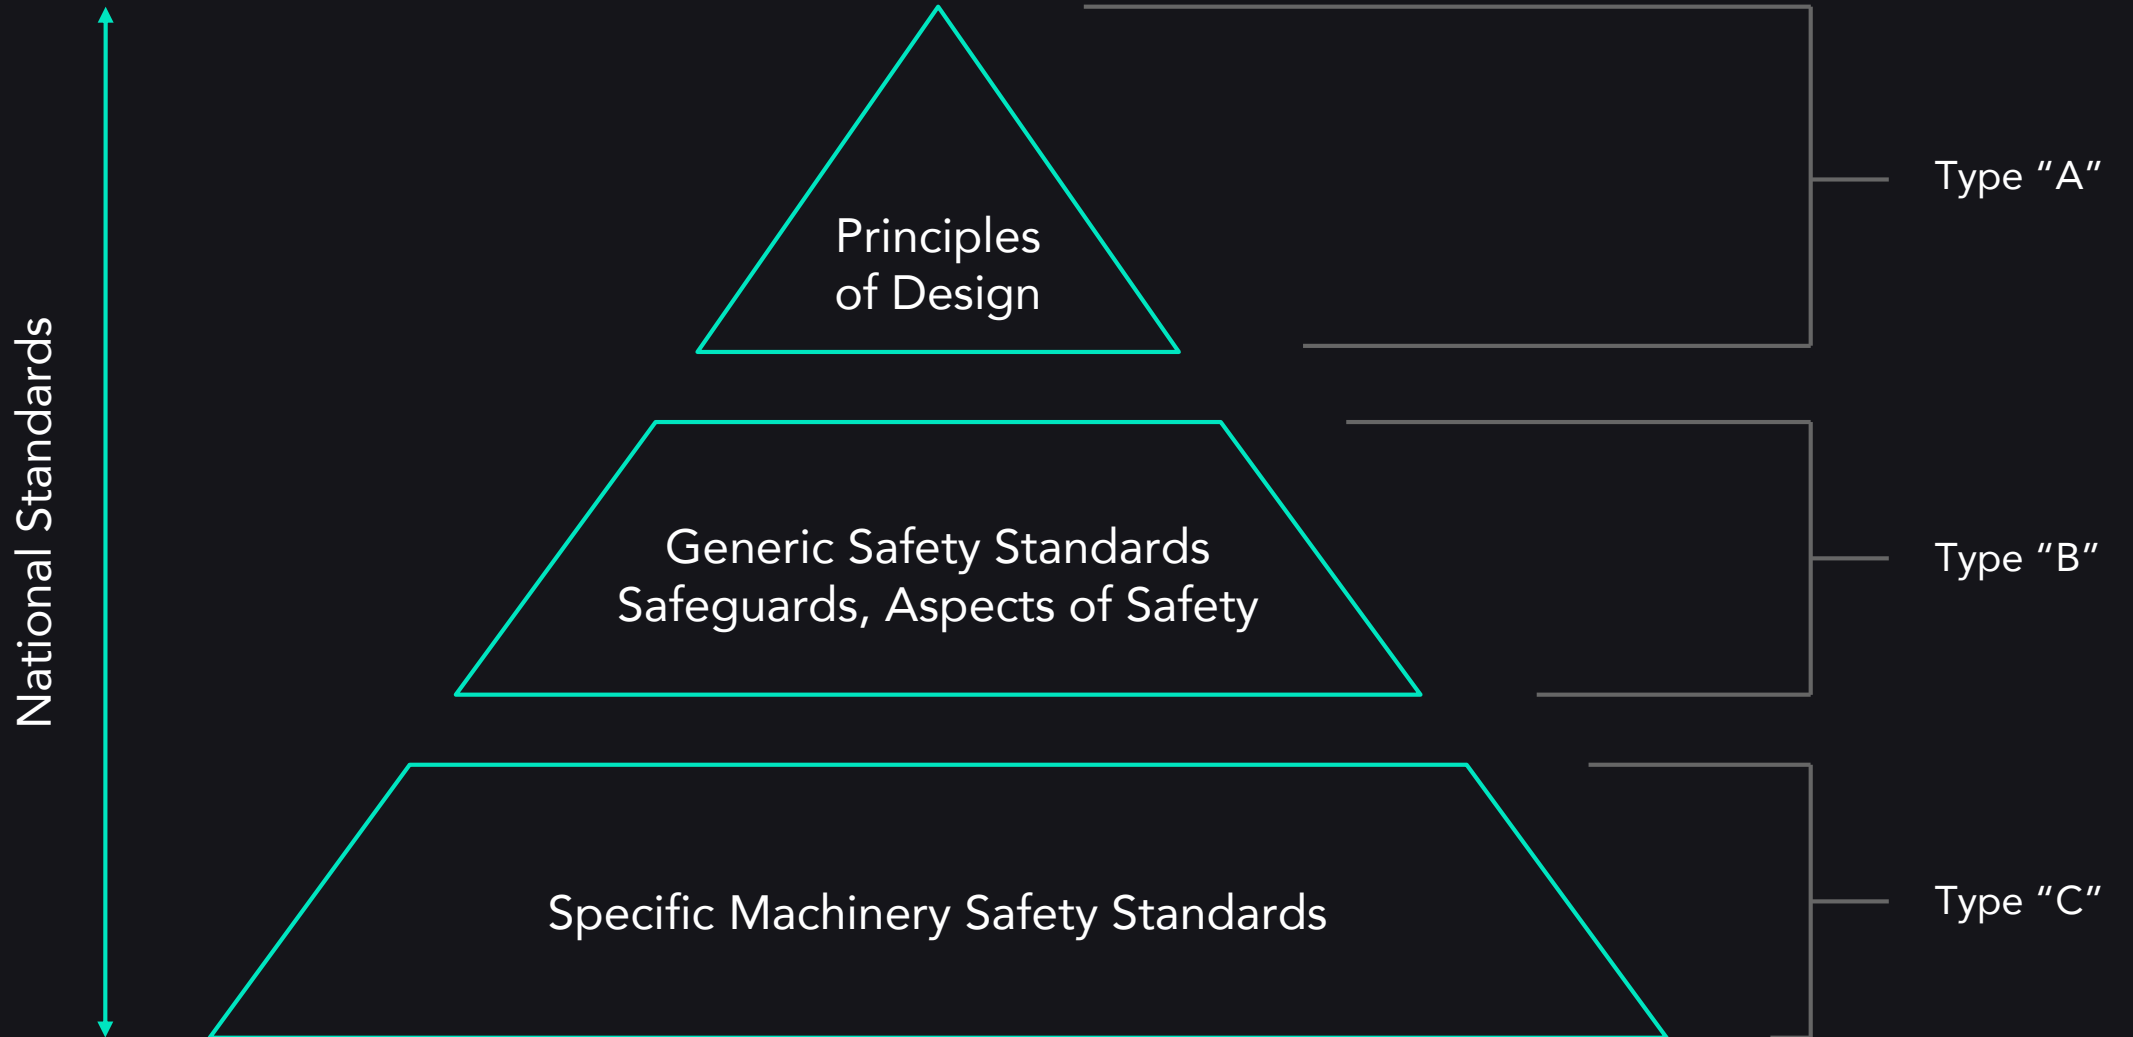 National Standards
Principles
of Design
Type “A”
Generic Safety Standards
Safeguards, Aspects of Safety
Type “B”
Specific Machinery Safety Standards
Type “C”